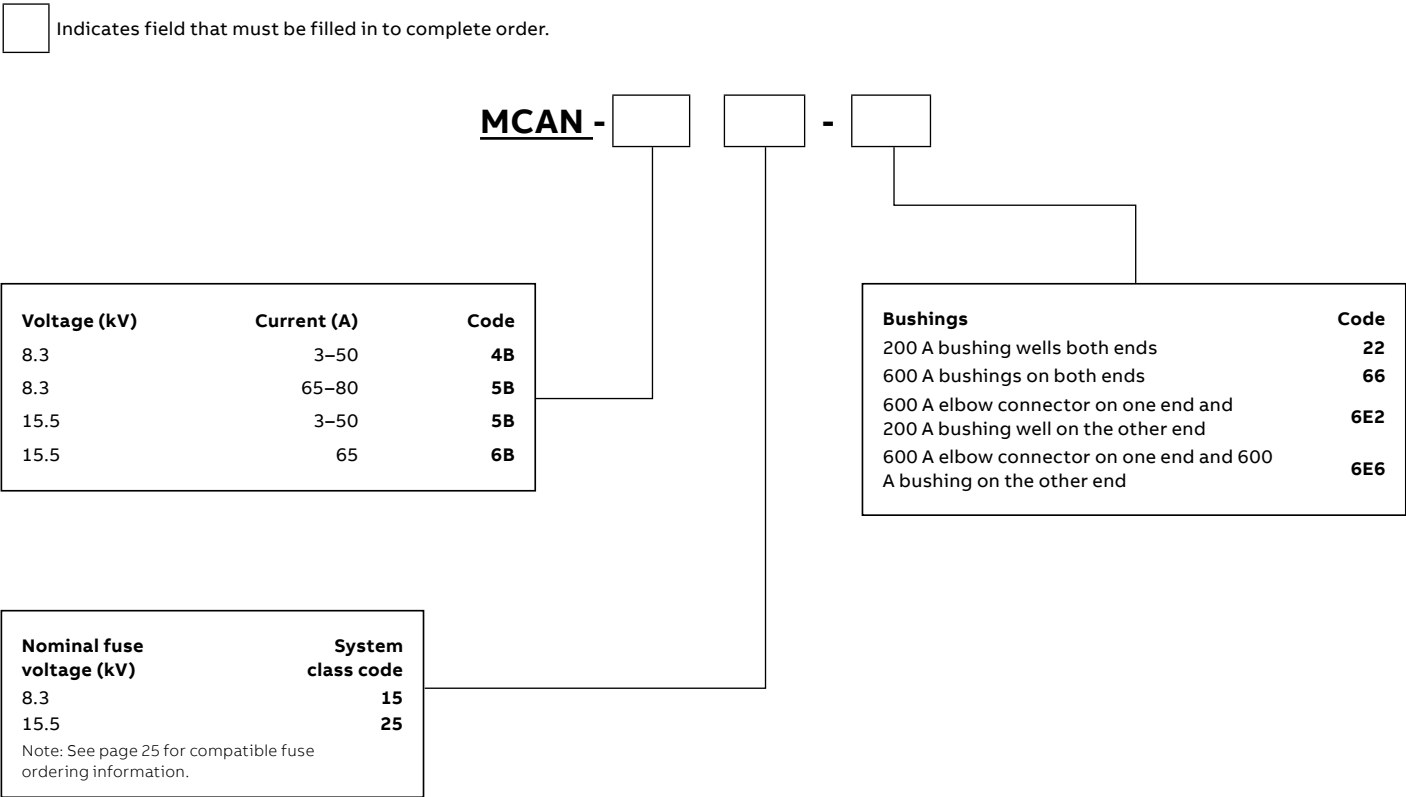 Indicates field that must be filled in to complete order.
MCAN - -
Voltage (kV) Current (A) Code
8.3 3–50 4B
8.3 65–80 5B
15.5 3–50 5B
15.5 65 6B
Bushings Code
200 A bushing wells both ends 22
600 A bushings on both ends 66
600 A elbow connector on one end and
200 A bushing well on the other end 6E2
600 A elbow connector on one end and 600
A bushing on the other end 6E6
Nominal fuse System
voltage (kV) class code
8.3 15
15.5 25
Note: See page 25 for compatible fuse
ordering information.